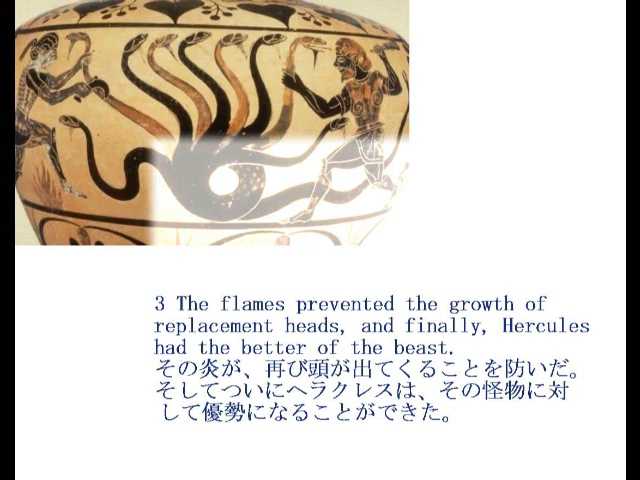 3 The flames prevented the growth of
replacement heads, and finally, Hercules
had the better of the beast.
その炎が、再び頭が出てくることを防いだ。
そしてついにヘラクレスは、その怪物に対
して優勢になることができた。